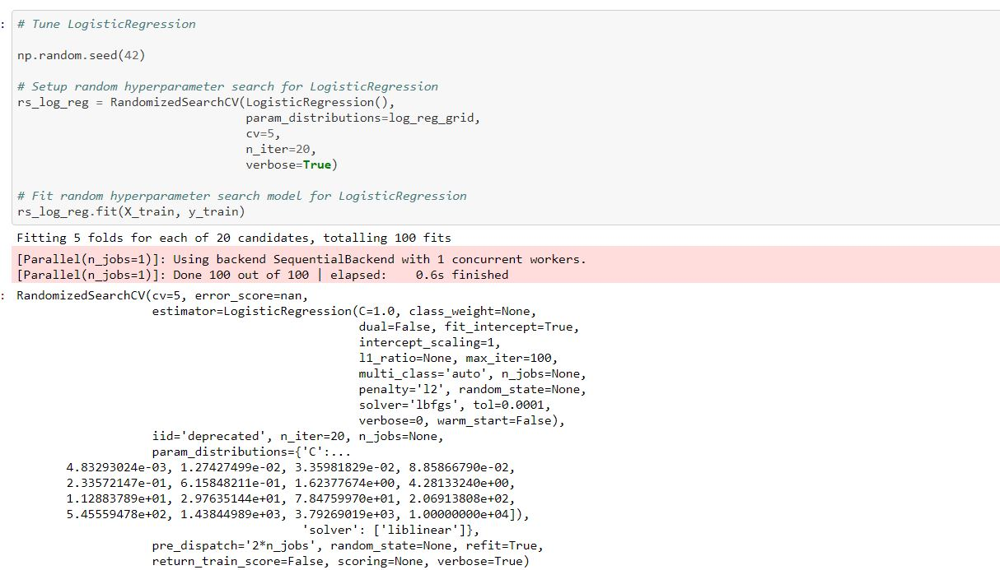 : # Tune LogisticRegression
np.random.seed(42)
# Setup random hyperparameter search for LogisticRegression
rs_log_reg = RandomizedSearchCV(LogisticRegression(),
param_distributions=log_reg_grid,
cv=5,
n_iter=20,
verbose=True)
# Fit random hyperparameter search model for LogisticRegression
rs_log_reg.fit(X_train, y_train)
Fitting 5 folds for each of 20 candidates, totalling 100 fits
[Parallel(n_jobs=1)]: Using backend SequentialBackend with 1 concurrent workers.
[Parallel(n_jobs=1)]: Done 100 out of 100 | elapsed:    0.6s finished
: RandomizedSearchCV(cv=5, error_score=nan,
estimator=LogisticRegression(C=1.0, class_weight=None,
dual=False, fit_intercept=True,
intercept_scaling=1,
l1_ratio=None, max_iter=100,
multi_class='auto', n_jobs=None,
penalty='l2', random_state=None,
solver='lbfgs', tol=0.0001,
verbose=0, warm_start=False),
iid='deprecated', n_iter=20, n_jobs=None,
param_distributions={'C':...
4.83293024e-03, 1.27427499e-02, 3.35981829e-02, 8.85866790e-02,
2.33572147e-01, 6.15848211e-01, 1.62377674e+00, 4.28133240e+00,
1.12883789e+01, 2.97635144e+01, 7.84759970e+01, 2.06913808e+02,
5.45559478e+02, 1.43844989e+03, 3.79269019e+03, 1.00000000e+04]),
'solver': ['liblinear']},
pre_dispatch='2*n_jobs', random_state=None, refit=True,
return_train_score=False, scoring=None, verbose=True)